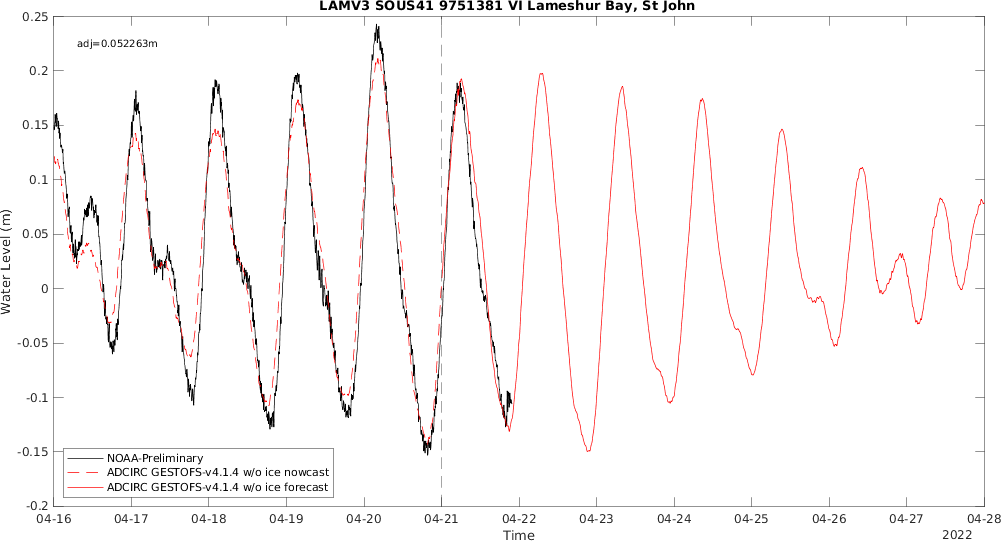 LAMV3 SOUS41 9751381 VI Lameshur Bay, St John
adj=0.052263m
0.25
0.2
0.15
0.1
0.05
0
-0.05
-0.1
-0.15
-0.2
Water Level (m)
NOAA-Preliminary
ADCIRC GESTOFS-v4.1.4 w/o ice nowcast
ADCIRC GESTOFS-v4.1.4 w/o ice forecast
04-16 04-17 04-18 04-19 04-20 04-21 04-22 04-23 04-24 04-25 04-26 04-27 04-28
Time
2022